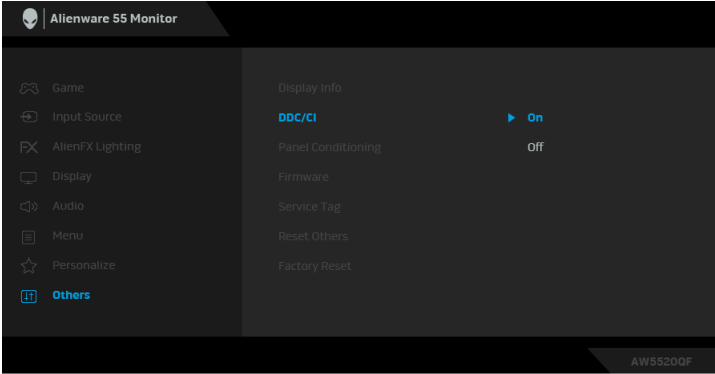 Alienware 55 Monitor
Game
Display Info
Input Source
DDC/CI
On
AlienFX Lighting
Panel Conditioning
Off
Display
Firmware
Audio
Service Tag
Menu
Reset Others
Personalize
Factory Reset
Others
AW5520QF